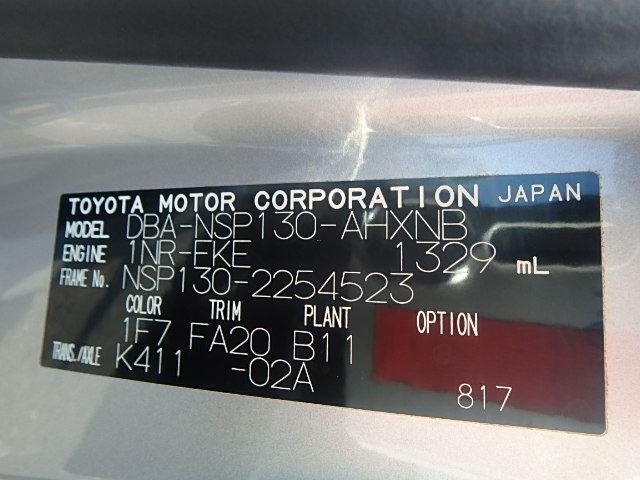 TOYOTA MOTOR CORPORATION JAPAN
MODEL DBA-NSP130-AHXNB
ENGINE 1NR-FKE 1329 mL
FRAME No. NSP130-2254523
COLOR TRIM PLANT OPTION
1F7 FA20 B11
TRANS./AXLE K411 -02A
817